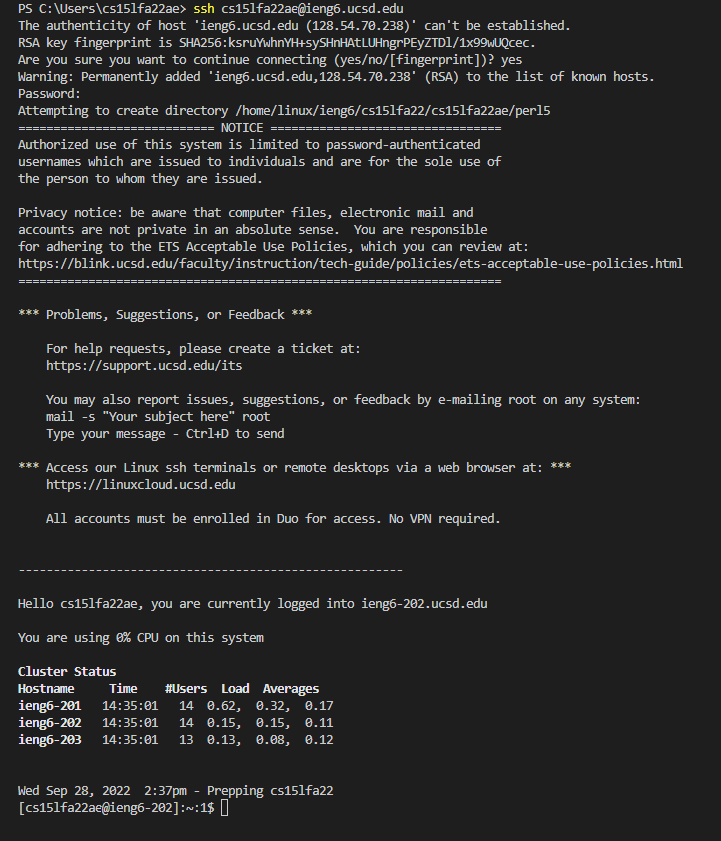 PS C:\Users\cs15lfa22ae> ssh cs15lfa22ae@ieng6.ucsd.edu
The authenticity of host 'ieng6.ucsd.edu (128.54.70.238)' can't be established.
RSA key fingerprint is SHA256:ksruYwhnYH+sySHnHAtLUHngrPEyZTDl/1x99wUQcec.
Are you sure you want to continue connecting (yes/no/[fingerprint])? yes
Warning: Permanently added 'ieng6.ucsd.edu,128.54.70.238' (RSA) to the list of known hosts.
Password:
Attempting to create directory /home/linux/ieng6/cs15lfa22/cs15lfa22ae/perl5
============================ NOTICE =================================
Authorized use of this system is limited to password-authenticated
usernames which are issued to individuals and are for the sole use of
the person to whom they are issued.

Privacy notice: be aware that computer files, electronic mail and
accounts are not private in an absolute sense.  You are responsible
for adhering to the ETS Acceptable Use Policies, which you can review at:
https://blink.ucsd.edu/faculty/instruction/tech-guide/policies/ets-acceptable-use-policies.html
=====================================================================

*** Problems, Suggestions, or Feedback ***

    For help requests, please create a ticket at:
    https://support.ucsd.edu/its

    You may also report issues, suggestions, or feedback by e-mailing root on any system:
    mail -s "Your subject here" root
    Type your message - Ctrl+D to send

*** Access our Linux ssh terminals or remote desktops via a web browser at: ***
    https://linuxcloud.ucsd.edu

    All accounts must be enrolled in Duo for access. No VPN required.


-------------------------------------------------------

Hello cs15lfa22ae, you are currently logged into ieng6-202.ucsd.edu

You are using 0% CPU on this system

Cluster Status
Hostname     Time    #Users  Load  Averages
ieng6-201   14:35:01   14  0.62,  0.32,  0.17
ieng6-202   14:35:01   14  0.15,  0.15,  0.11
ieng6-203   14:35:01   13  0.13,  0.08,  0.12


Wed Sep 28, 2022  2:37pm - Prepping cs15lfa22
[cs15lfa22ae@ieng6-202]:~:1$